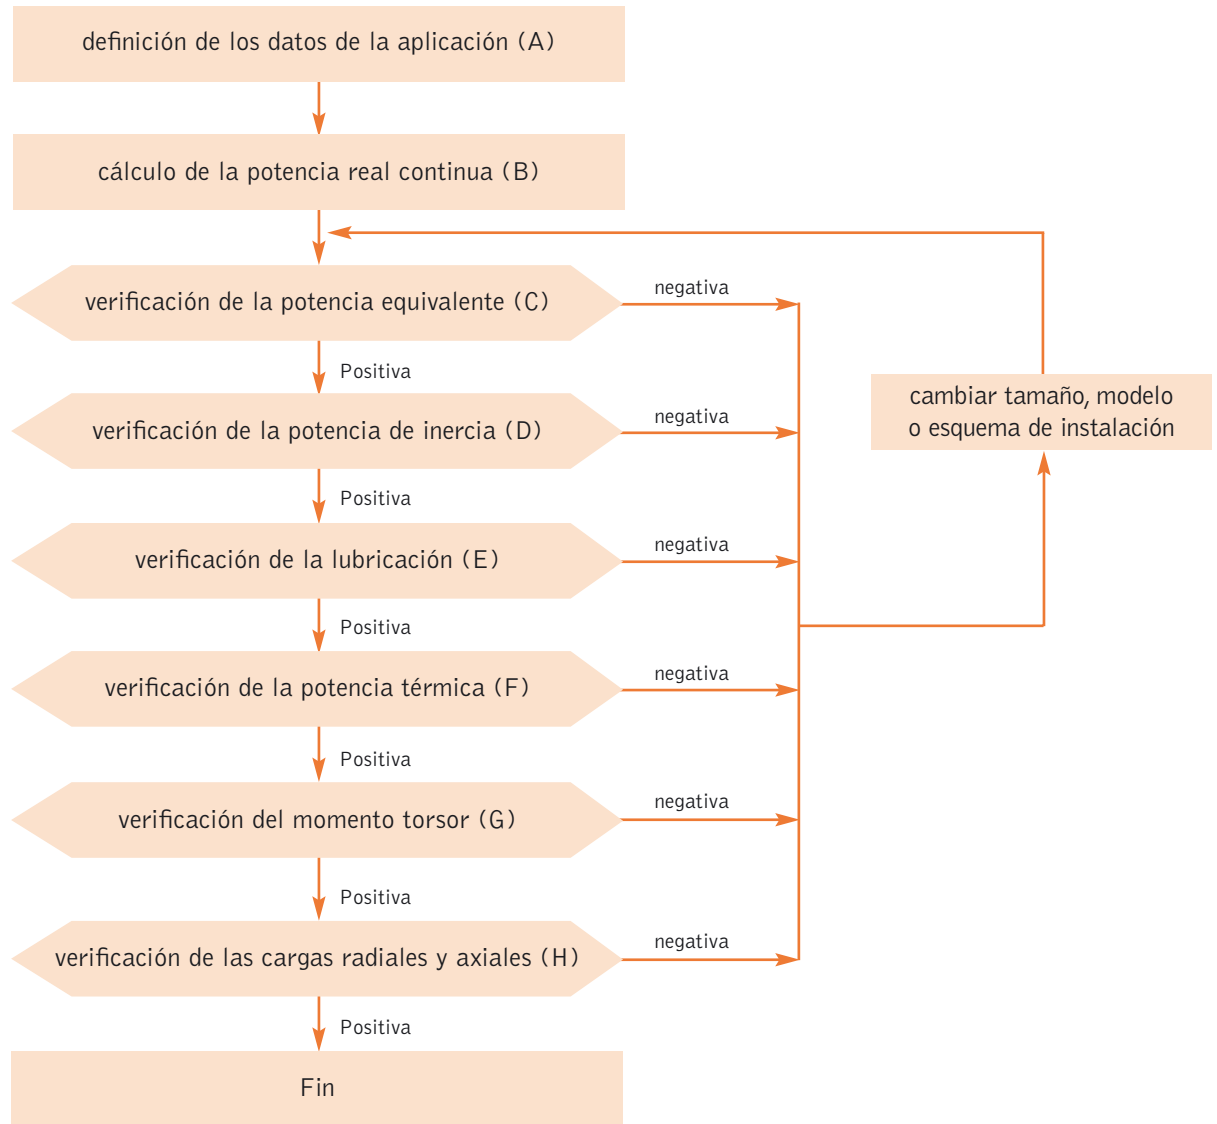 definición de los datos de la aplicación (A)
cálculo de la potencia real continua (B)
verificación de la potencia equivalente (C)
negativa
Positiva
cambiar tamaño, modelo
o esquema de instalación
verificación de la potencia de inercia (D)
negativa
Positiva
verificación de la lubricación (E)
negativa
Positiva
verificación de la potencia térmica (F)
negativa
Positiva
verificación del momento torsor (G)
negativa
Positiva
verificación de las cargas radiales y axiales (H)
negativa
Positiva
Fin